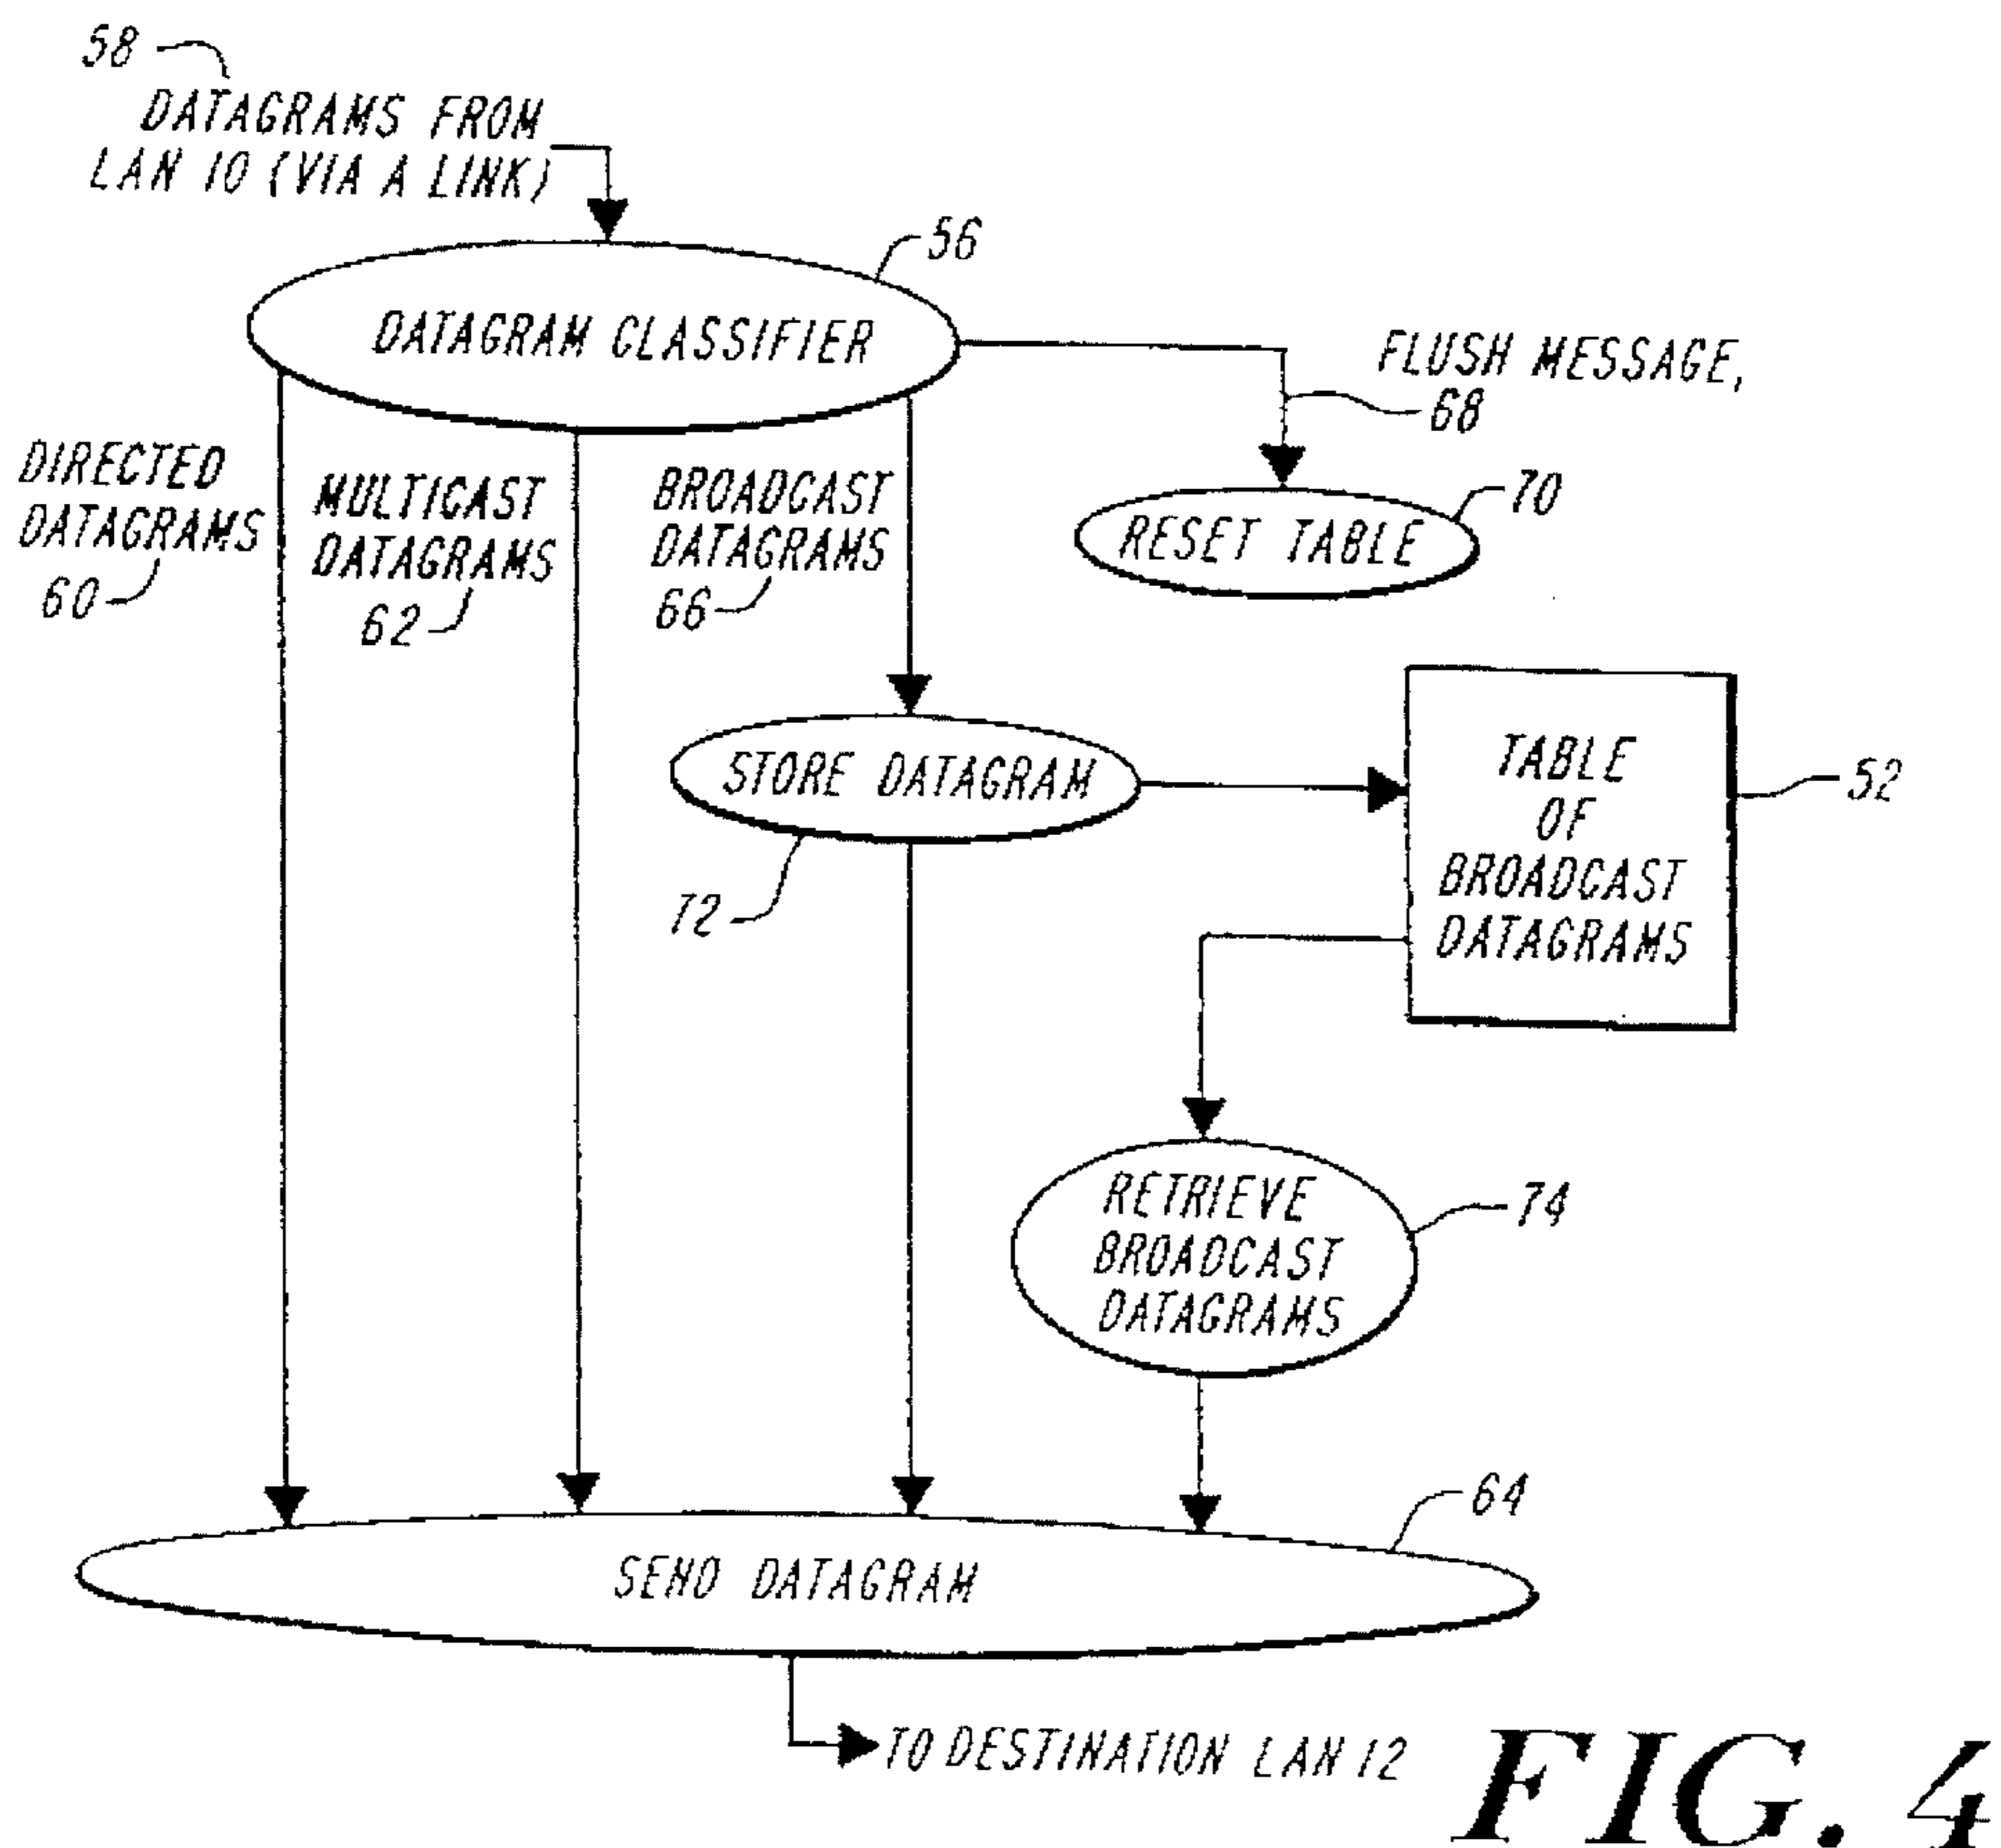 58
DATAGRAMS FROM
LAN 10 (VIA A LINK)
56
DATAGRAM CLASSIFIER
FLUSH MESSAGE,
68
DIRECTED
DATAGRAMS
60
MULTICAST
DATAGRAMS
62
BROADCAST
DATAGRAMS
66
70
RESET TABLE
STORE DATAGRAM
72
TABLE
OF
BROADCAST
DATAGRAMS
52
RETRIEVE
BROADCAST
DATAGRAMS
74
64
SEND DATAGRAM
TO DESTINATION LAN 12
FIG. 4